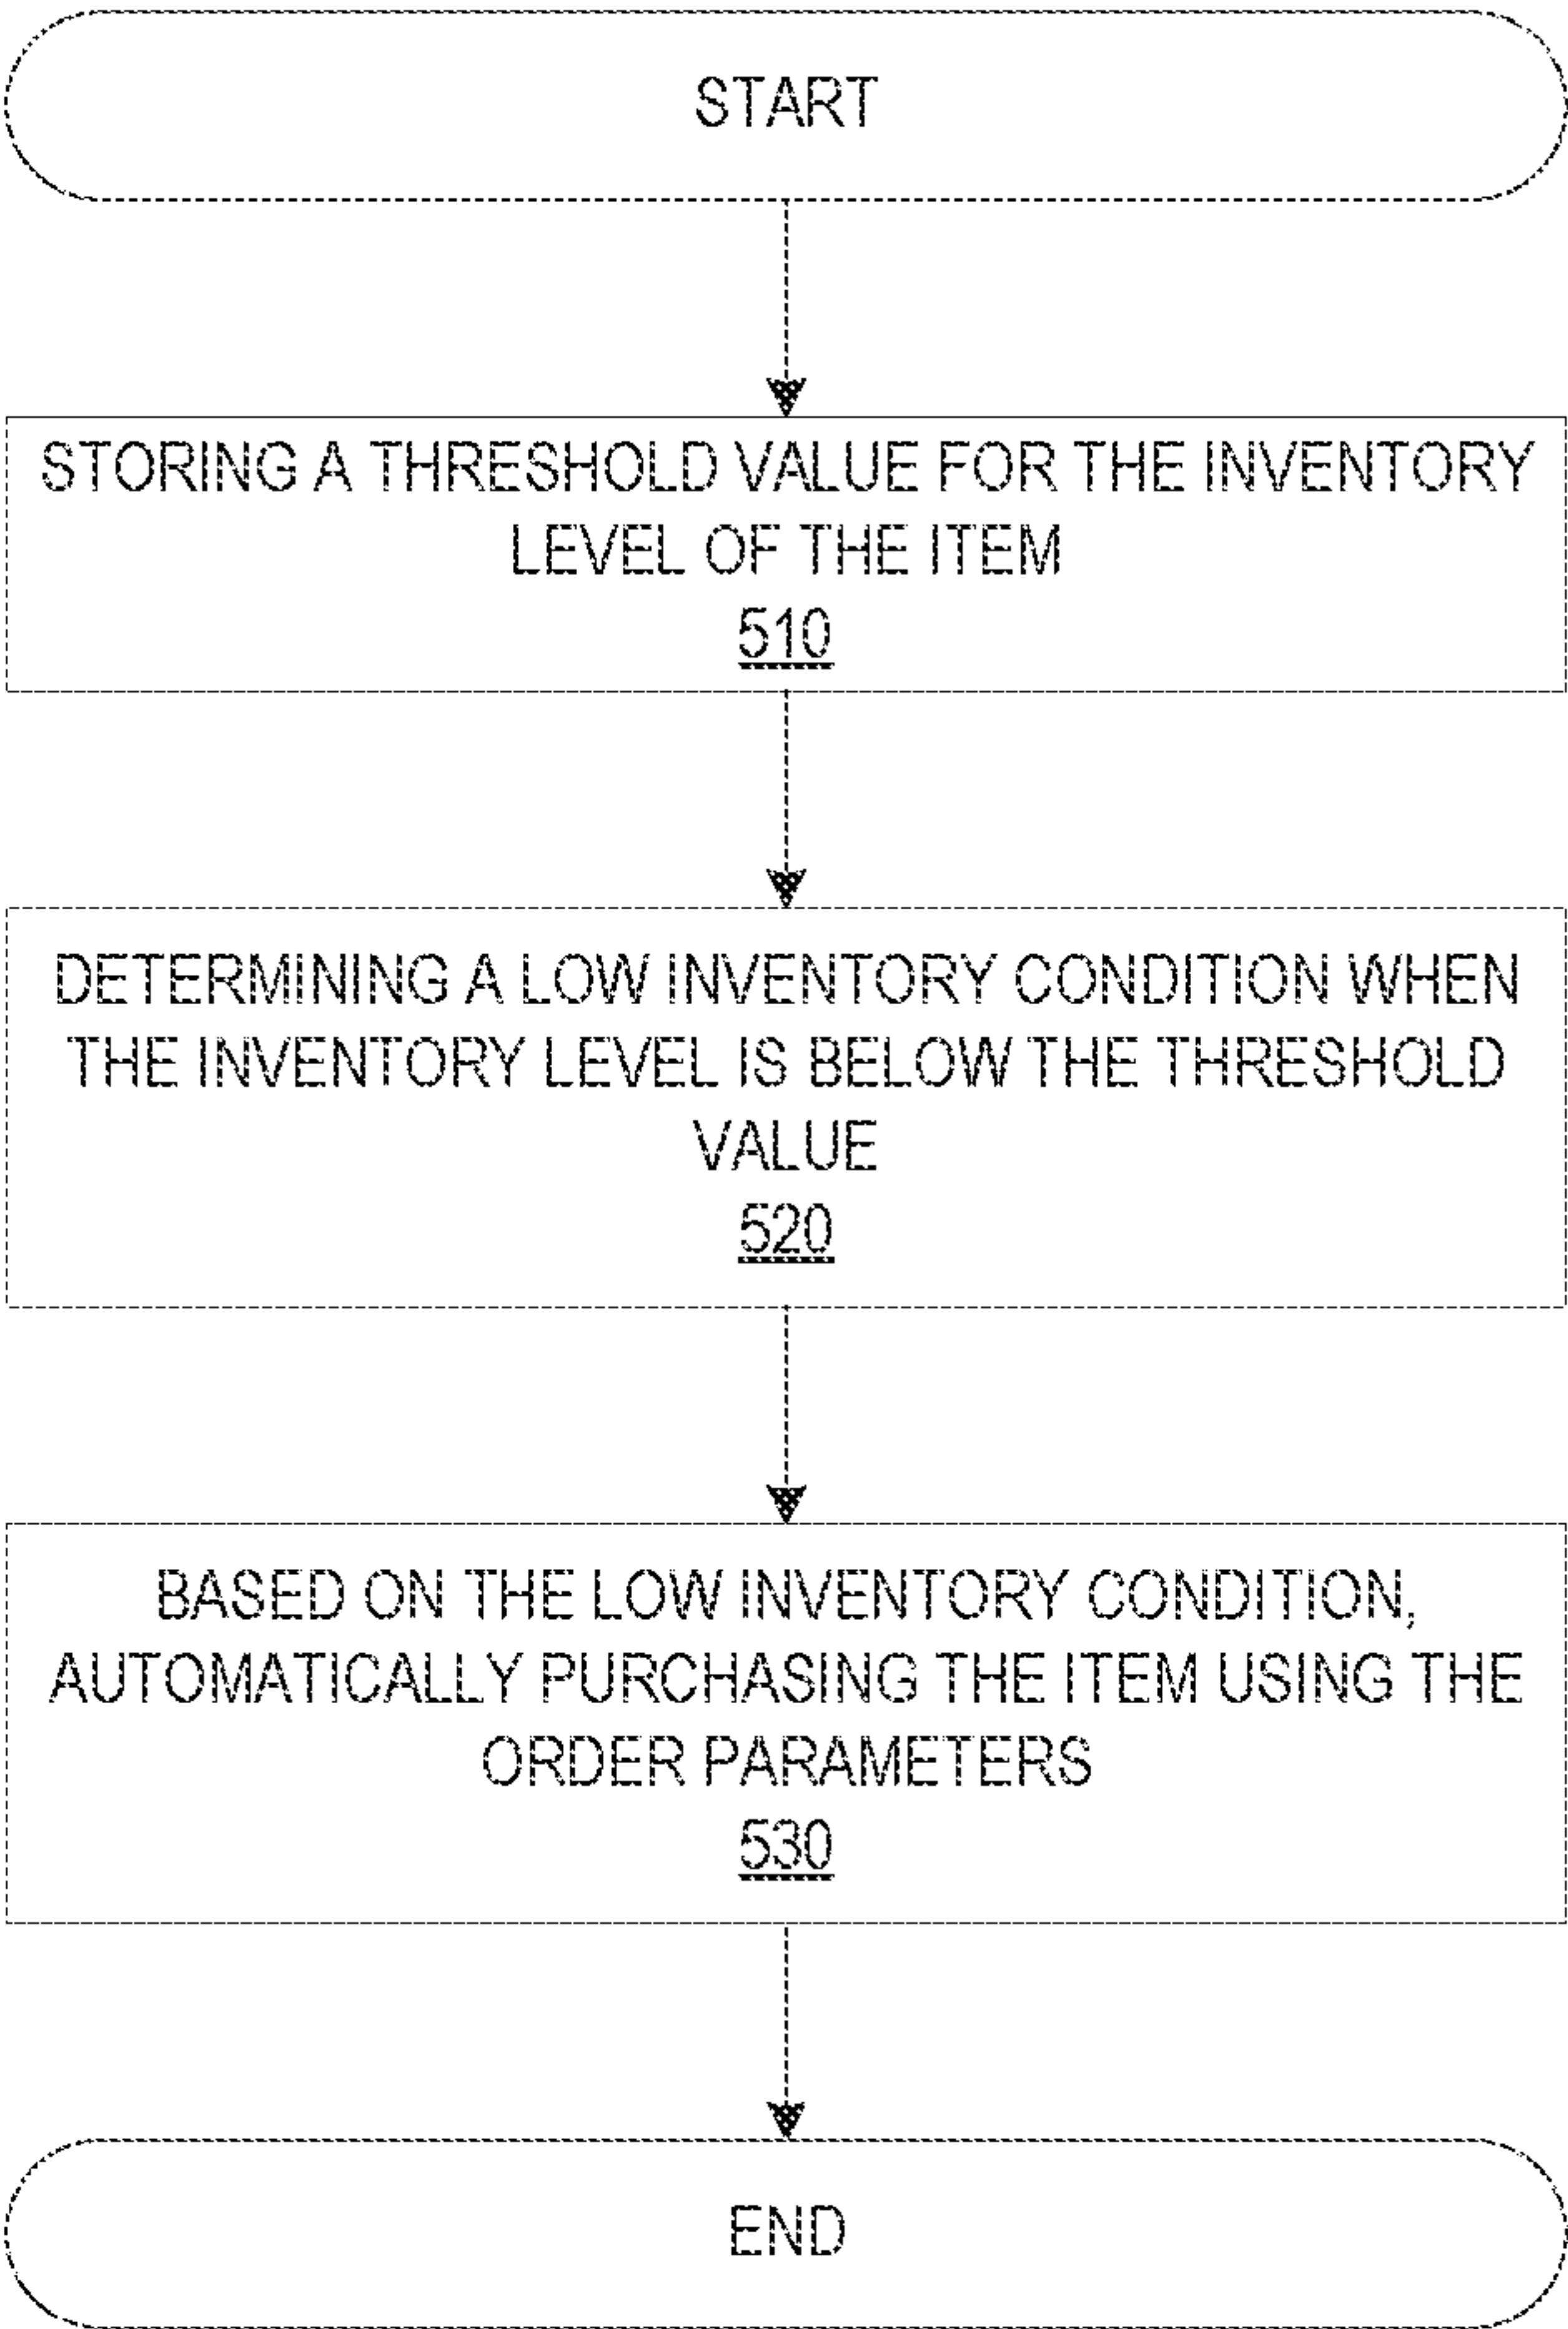 START
STORING A THRESHOLD VALUE FOR THE INVENTORY
LEVEL OF THE ITEM
510
DETERMINING A LOW INVENTORY CONDITION WHEN
THE INVENTORY LEVEL IS BELOW THE THRESHOLD
VALUE
520
BASED ON THE LOW INVENTORY CONDITION,
AUTOMATICALLY PURCHASING THE ITEM USING THE
ORDER PARAMETERS
530
END